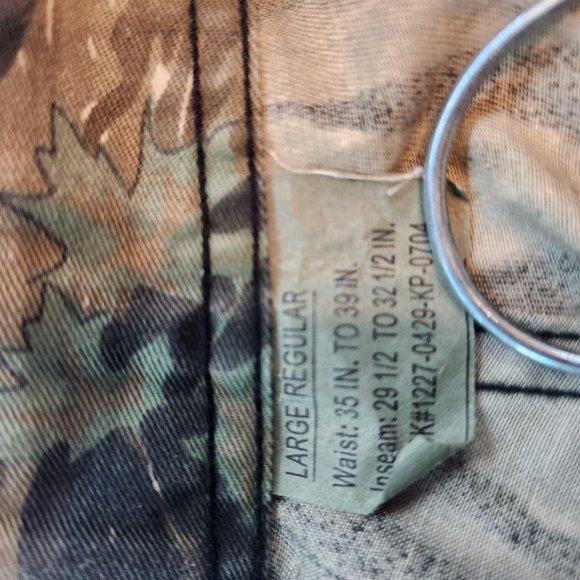 LARGE REGULAR
Waist: 35 IN. TO 39 IN.
Inseam: 29 1/2 TO 32 1/2 IN.
K#1227-0429-KP-0704